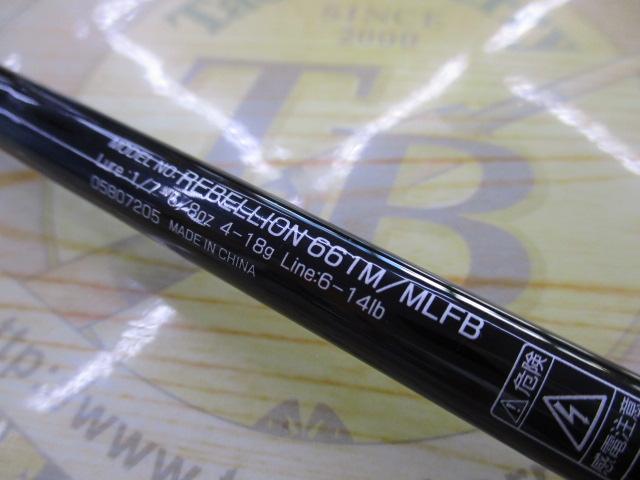 MODEL NO. REBELLION 661M/MLFB
Lure:1/7-5/8oz 4-18g Line:6-14lb
05807205 MADE IN CHINA
危険
感電注意
SINCE
2000
TB